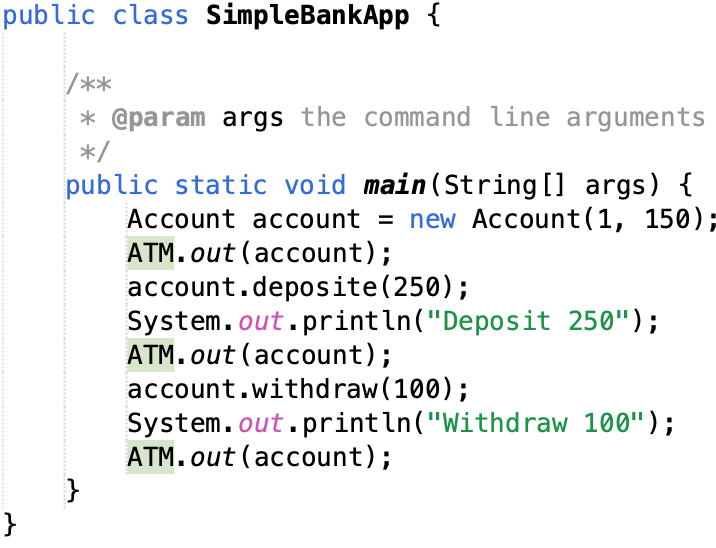 public class SimpleBankApp {
/**
* @param args the command line arguments
*/
public static void main(String[] args) {
Account account = new Account(1, 150);
ATM.out(account);
account.deposite(250);
System.out.println("Deposit 250");
ATM.out(account);
account.withdraw(100);
System.out.println("Withdraw 100");
ATM.out(account);
}
}